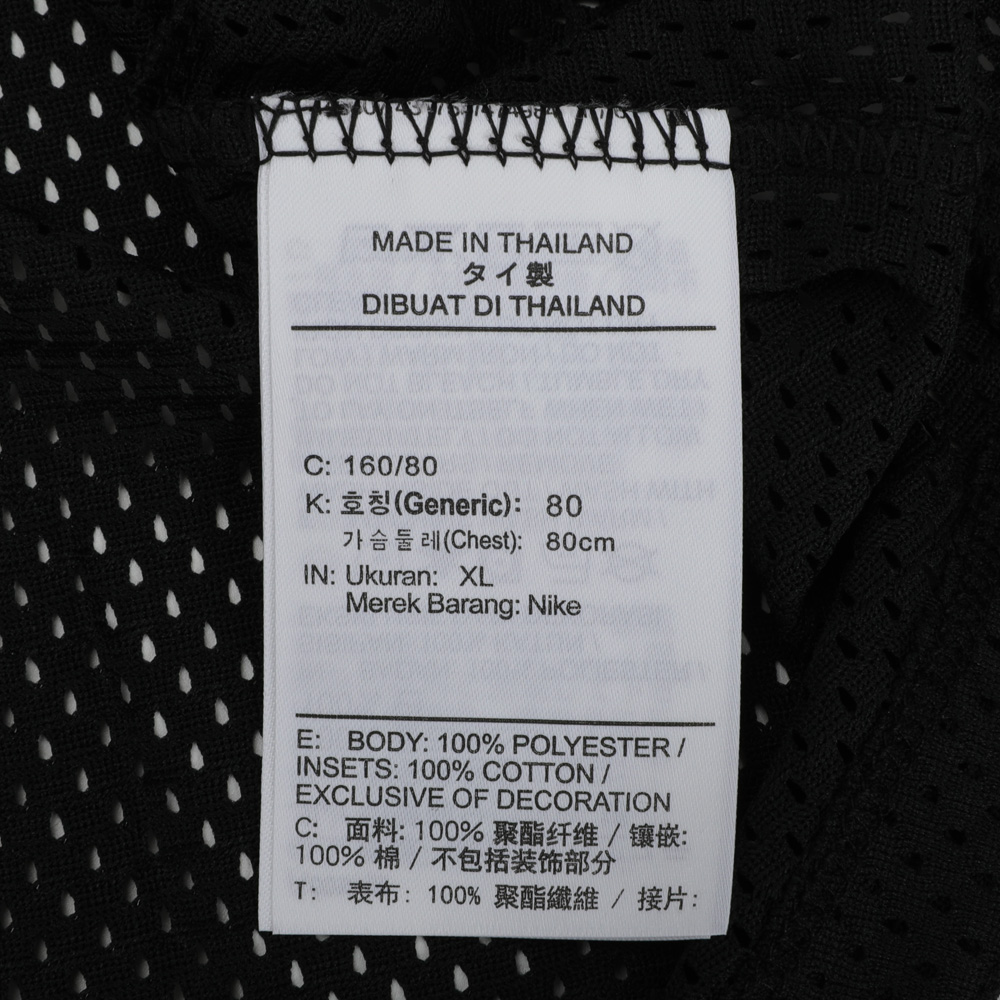 MADE IN THAILAND
タイ製
DIBUAT DI THAILAND
C: 160/80
K: 호칭(Generic): 80
가슴둘레(Chest): 80cm
IN: Ukuran: XL
Merek Barang: Nike
E: BODY: 100% POLYESTER /
INSETS: 100% COTTON /
EXCLUSIVE OF DECORATION
C: 面料: 100% 聚酯纤维 / 镶嵌:
100% 棉 / 不包括装饰部分
T: 表布: 100% 聚酯纖維 / 接片: